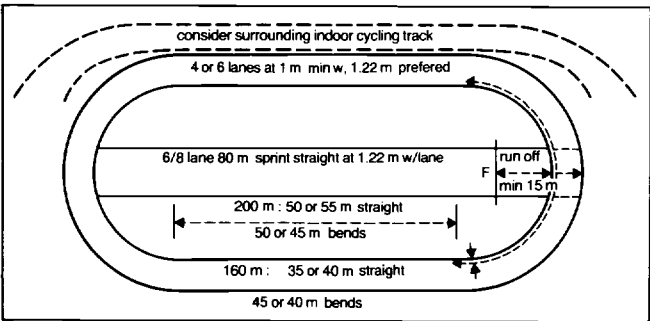 consider surrounding indoor cycling track
4 or 6 lanes at 1 m min w, 1.22 m prefered
6/8 lane 80 m sprint straight at 1.22 m w/lane
F
run off
min 15 m
200 m : 50 or 55 m straight
50 or 45 m bends
160 m : 35 or 40 m straight
45 or 40 m bends